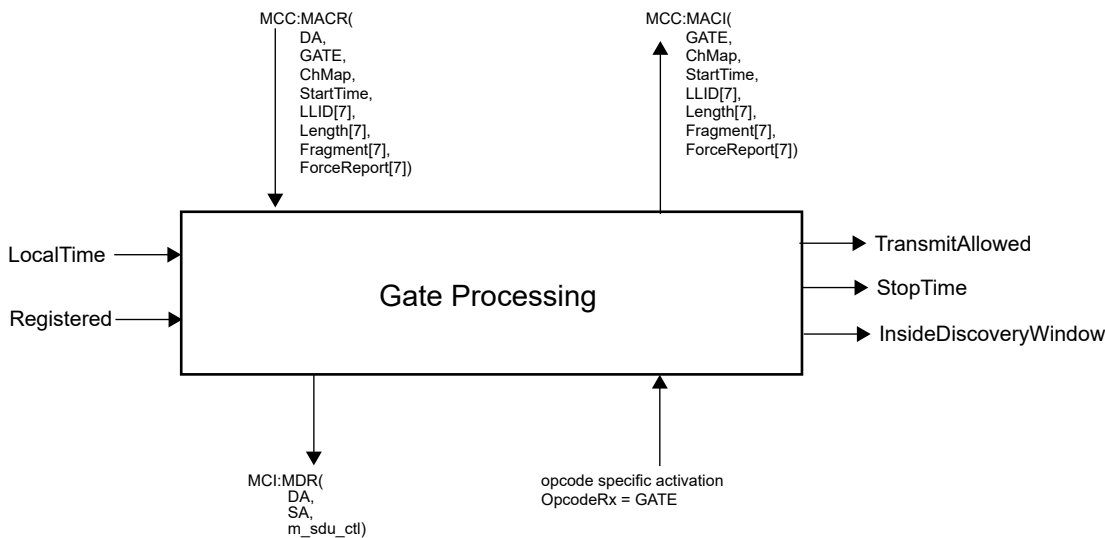 MCC:MACR(
DA,
GATE,
ChMap,
StartTime,
LLID[7],
Length[7],
Fragment[7],
ForceReport[7])
MCC:MACI(
GATE,
ChMap,
StartTime,
LLID[7],
Length[7],
Fragment[7],
ForceReport[7])
LocalTime
Registered
Gate Processing
TransmitAllowed
StopTime
InsideDiscoveryWindow
MCI:MDR(
DA,
SA,
m_sdu_ctl)
opcode specific activation
OpcodeRx = GATE